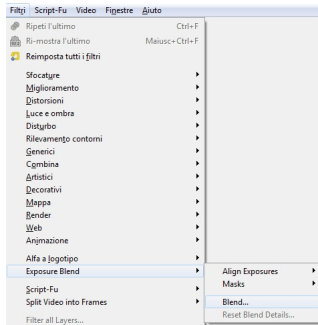 Filtri Script-Fu Video Finestre Aiuto
Ripeti l'ultimo Ctrl+F
Ri-mostra l'ultimo Maiusc+Ctrl+F
Reimposta tutti i filtri
Sfocature
Miglioramento
Distorsioni
Luce e ombra
Disturbo
Rilevamento contorni
Generici
Combina
Artistici
Decorativi
Mappa
Render
Web
Animazione
Alfa a logotipo
Exposure Blend
Align Exposures
Script-Fu
Masks
Split Video into Frames
Blend...
Filter all Layers...
Reset Blend Details...